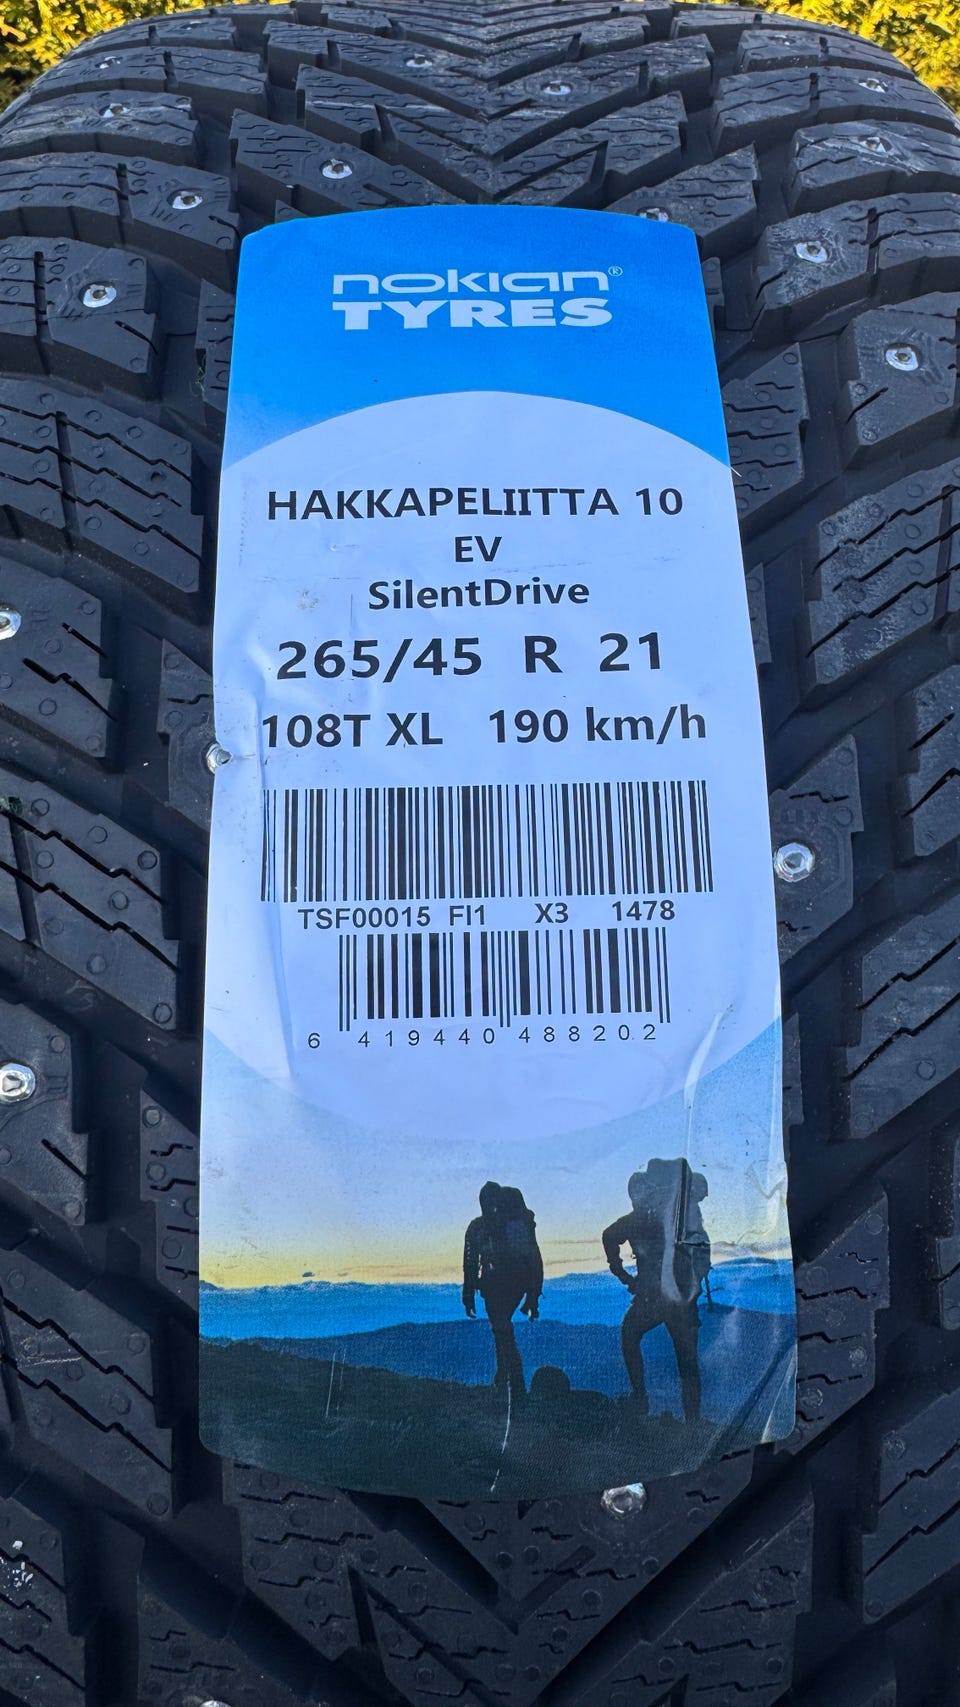 nokian®
TYRES
HAKKAPELIITTA 10
EV
SilentDrive
265/45 R 21
108T XL 190 km/h
TSF00015 FI1 X3 1478
6 419440 488202